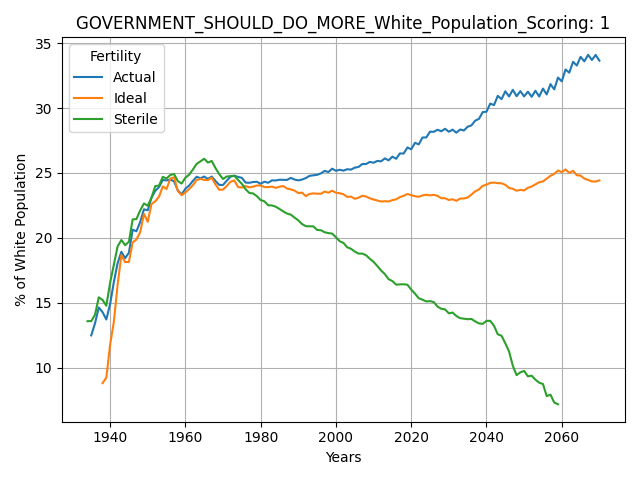 GOVERNMENT_SHOULD_DO_MORE_White_Population_Scoring: 1
Fertility
Actual
Ideal
Sterile
% of White Population
35
30
25
20
15
10
1940
1960
1980
2000
2020
2040
2060
Years